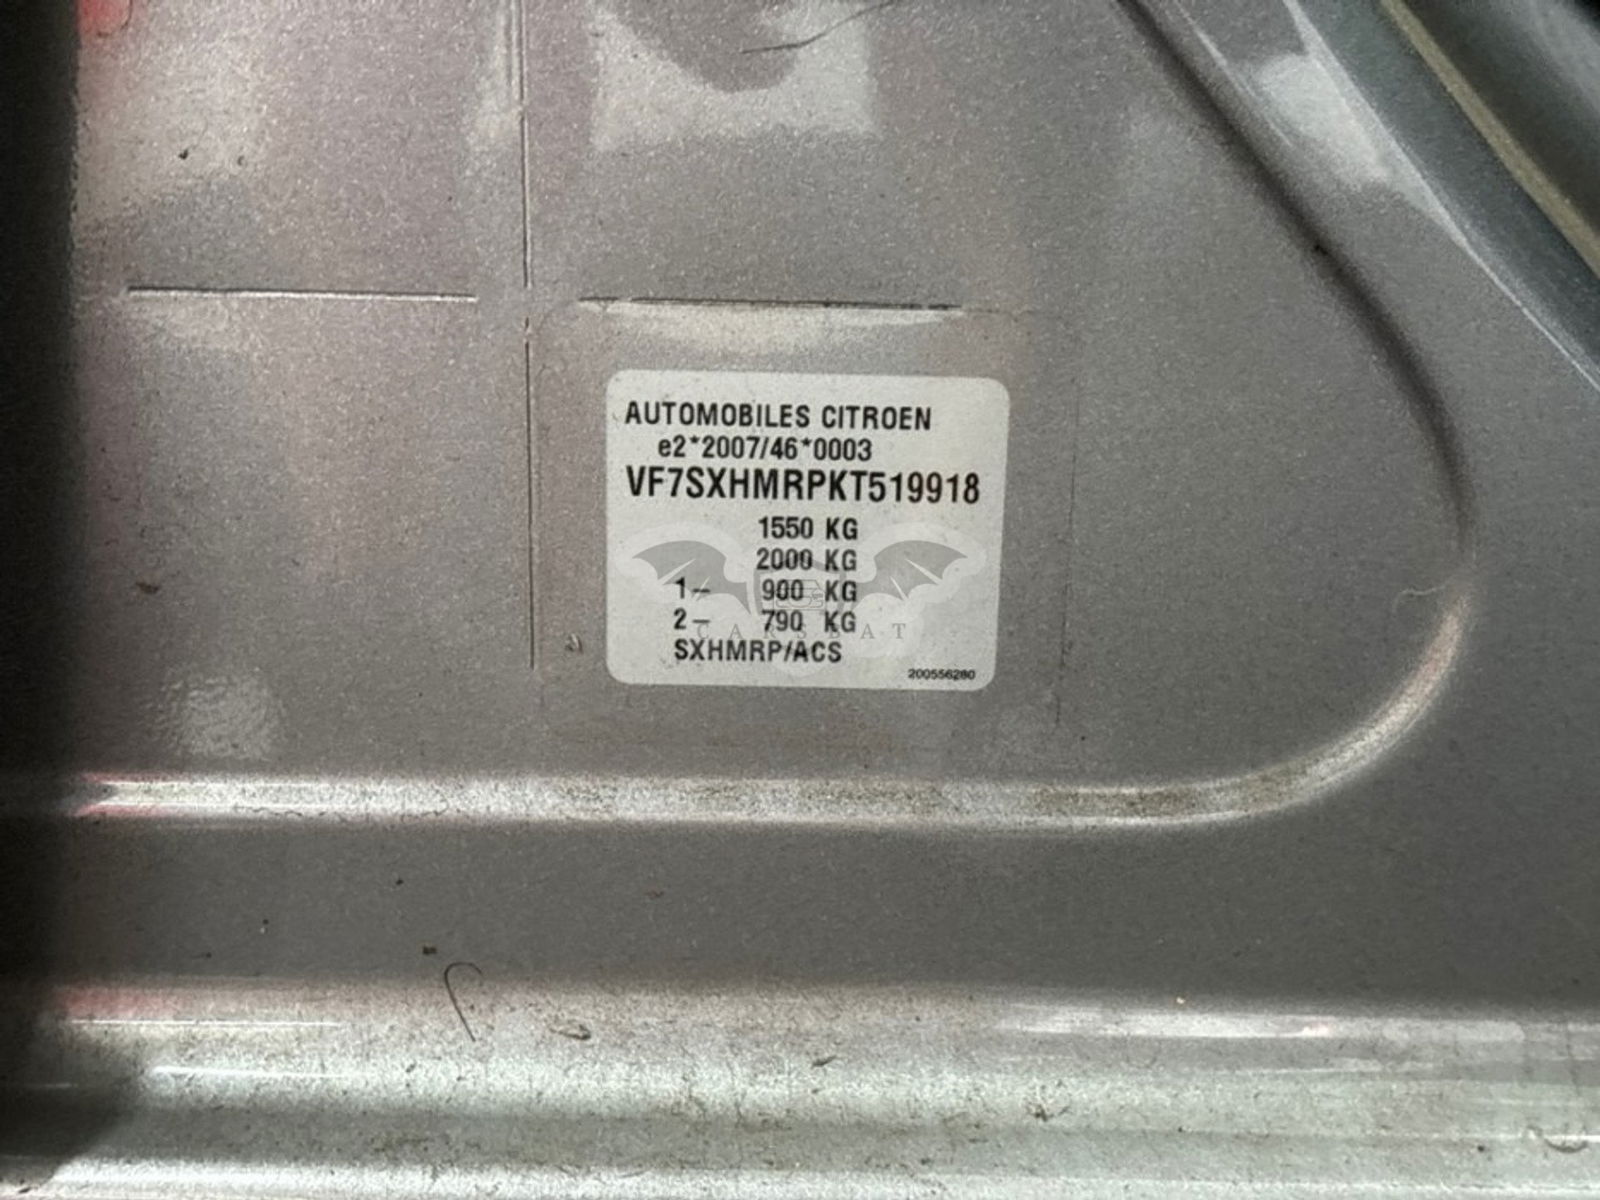 AUTOMOBILES CITROEN
e2*2007/46*0003
VF7SXHMRPKT519918
1550 KG
2000 KG
1- 900 KG
2- 790 KG
CARSBAT
SXHMRP/ACS
200556280